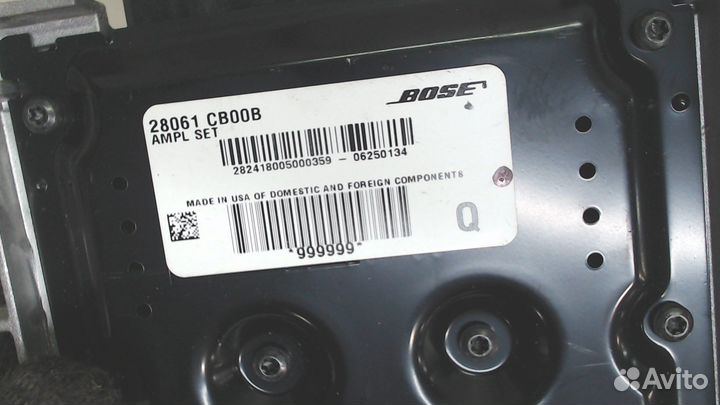 BOSE
28061 CB00B
AMPL SET
282418005000359 - 06250134
MADE IN USA OF DOMESTIC AND FOREIGN COMPONENTS
*999999*
Q
Avito